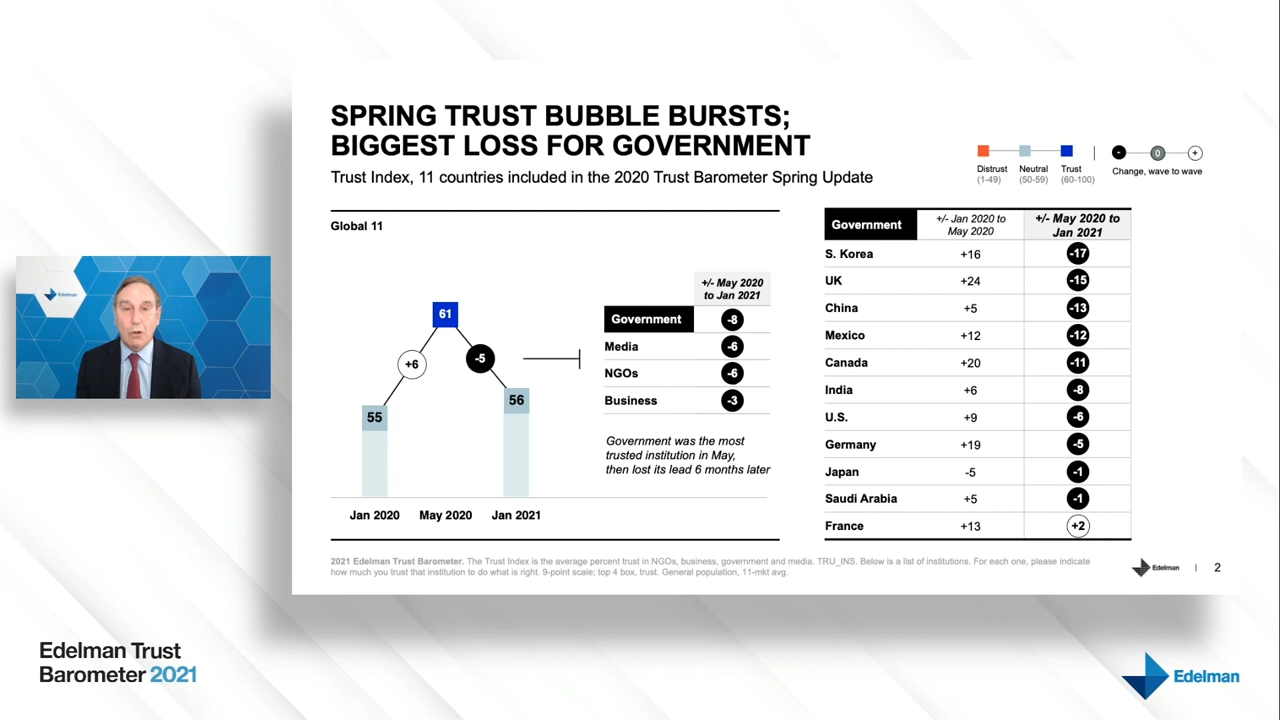 SPRING TRUST BUBBLE BURSTS;
BIGGEST LOSS FOR GOVERNMENT
Trust Index, 11 countries included in the 2020 Trust Barometer Spring Update
Distrust
(1-49)
Neutral
(50-59)
Trust
(60-100)
- 0 +
Change, wave to wave
Edelman
Global 11
55
+6
61
-5
56
Jan 2020 May 2020 Jan 2021
+/- May 2020
to Jan 2021
Government -8
Media -6
NGOs -6
Business -3
Government was the most
trusted institution in May,
then lost its lead 6 months later
Government
+/- Jan 2020 to
May 2020
+/- May 2020 to
Jan 2021
S. Korea +16 -17
UK +24 -15
China +5 -13
Mexico +12 -12
Canada +20 -11
India +6 -8
U.S. +9 -6
Germany +19 -5
Japan -5 -1
Saudi Arabia +5 -1
France +13 +2
2021 Edelman Trust Barometer. The Trust Index is the average percent trust in NGOs, business, government and media. TRU_INS. Below is a list of institutions. For each one, please indicate
how much you trust that institution to do what is right. 9-point scale; top 4 box, trust. General population, 11-mkt avg.
Edelman | 2
Edelman Trust
Barometer 2021
Edelman